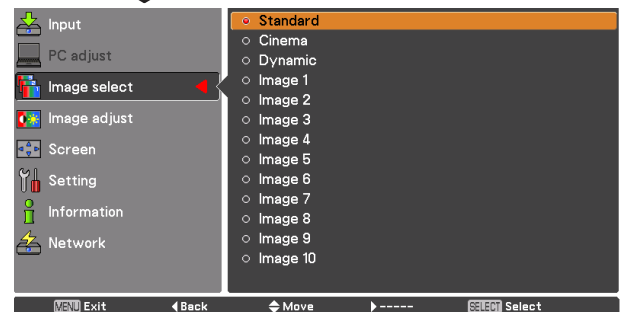 Input
PC adjust
Image select
Image adjust
Screen
Setting
Information
Network
Standard
Cinema
Dynamic
Image 1
Image 2
Image 3
Image 4
Image 5
Image 6
Image 7
Image 8
Image 9
Image 10
MENU Exit Back Move ----- SELECT Select